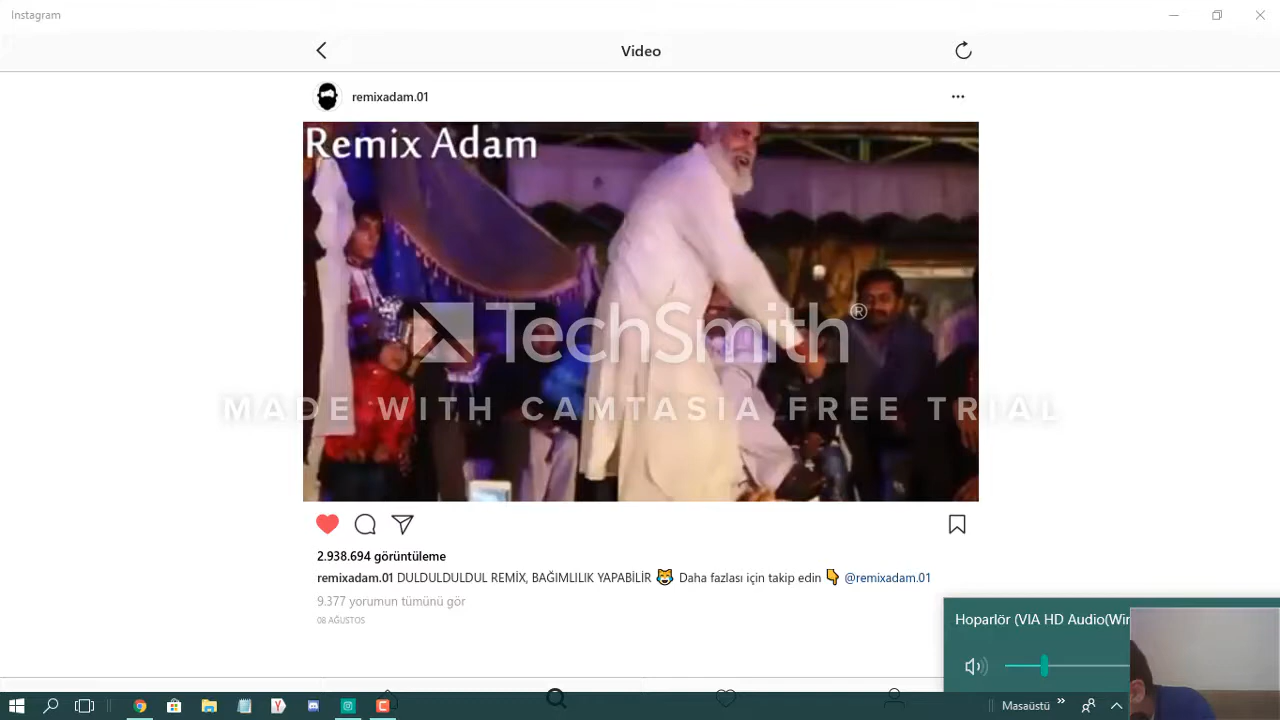 Instagram
Video
remixadam.01
Remix Adam
TechSmith®
MADE WITH CAMTASIA FREE TRIAL
2.938.694 görüntüleme
remixadam.01 DULDULDULDUL REMİX, BAĞIMLILIK YAPABİLİR 😹 Daha fazlası için takip edin 👇 @remixadam.01
9.377 yorumun tümünü gör
08 AĞUSTOS
Hoparlör (VIA HD Audio(Win
Masaüstü